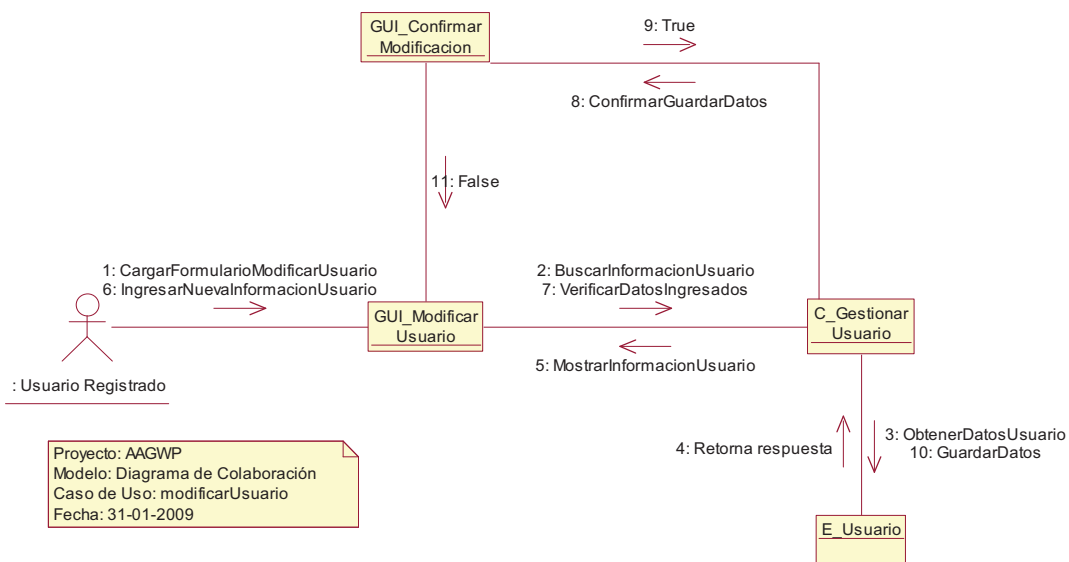 GUI_Confirmar
Modificacion
9: True
8: ConfirmarGuardarDatos
11: False
1: CargarFormularioModificarUsuario
6: IngresarNuevaInformacionUsuario
2: BuscarInformacionUsuario
7: VerificarDatosIngresados
GUI_Modificar
Usuario
C_Gestionar
Usuario
5: MostrarInformacionUsuario
: Usuario Registrado
4: Retorna respuesta
3: ObtenerDatosUsuario
10: GuardarDatos
Proyecto: AAGWP
Modelo: Diagrama de Colaboración
Caso de Uso: modificarUsuario
Fecha: 31-01-2009
E_Usuario